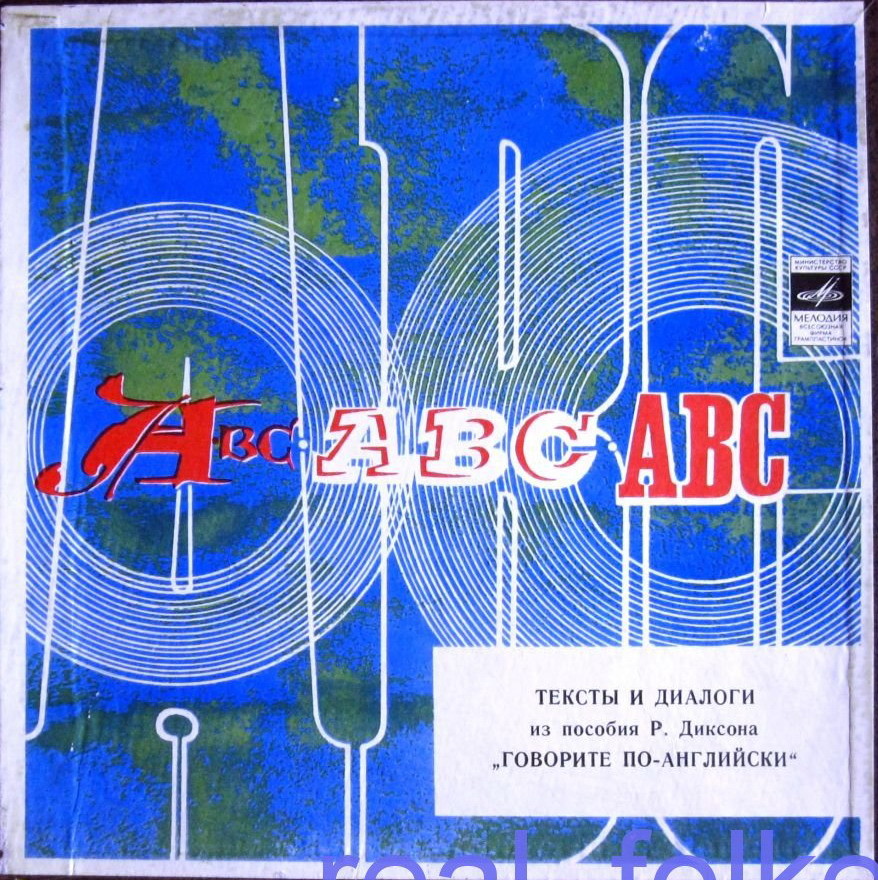 МИНИСТЕРСТВО
КУЛЬТУРЫ СССР
МЕЛОДИЯ
ВСЕСОЮЗНАЯ
ФИРМА
ГРАМПЛАСТИНОК
ABC · ABC · ABC
ТЕКСТЫ И ДИАЛОГИ
из пособия Р. Диксона
„ГОВОРИТЕ ПО-АНГЛИЙСКИ“